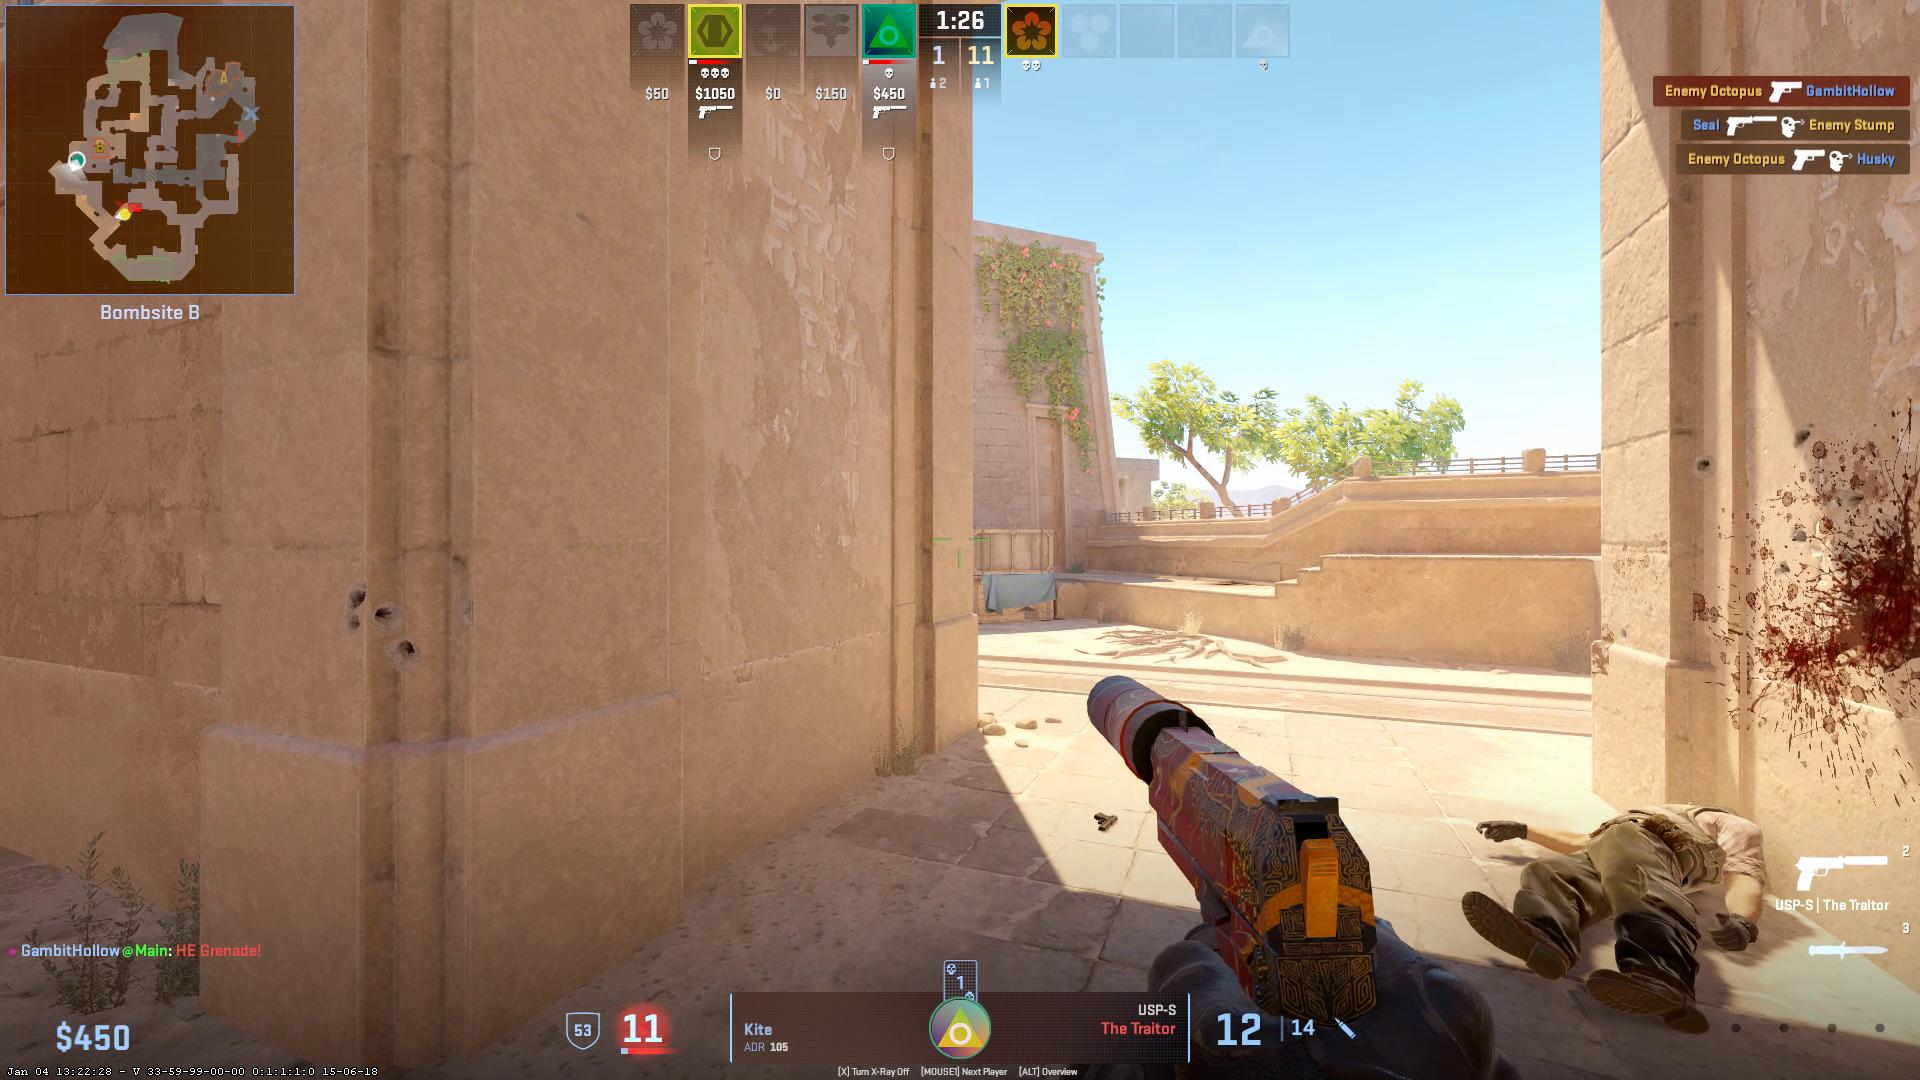 1:26
1 11
2 1
$50 $1050 $0 $150 $450
A
B
Bombsite B
Enemy Octopus GambitHollow
Seal Enemy Stump
Enemy Octopus Husky
GambitHollow@Main: HE Grenade!
$450
53 11
1
Kite
ADR 105
USP-S
The Traitor
12 14
2
USP-S | The Traitor
3
[X] Turn X-Ray Off [MOUSE1] Next Player [ALT] Overview
Jan 04 13:22:28 - V 33-59-99-00-00 0:1:1:1:0 15-06-18